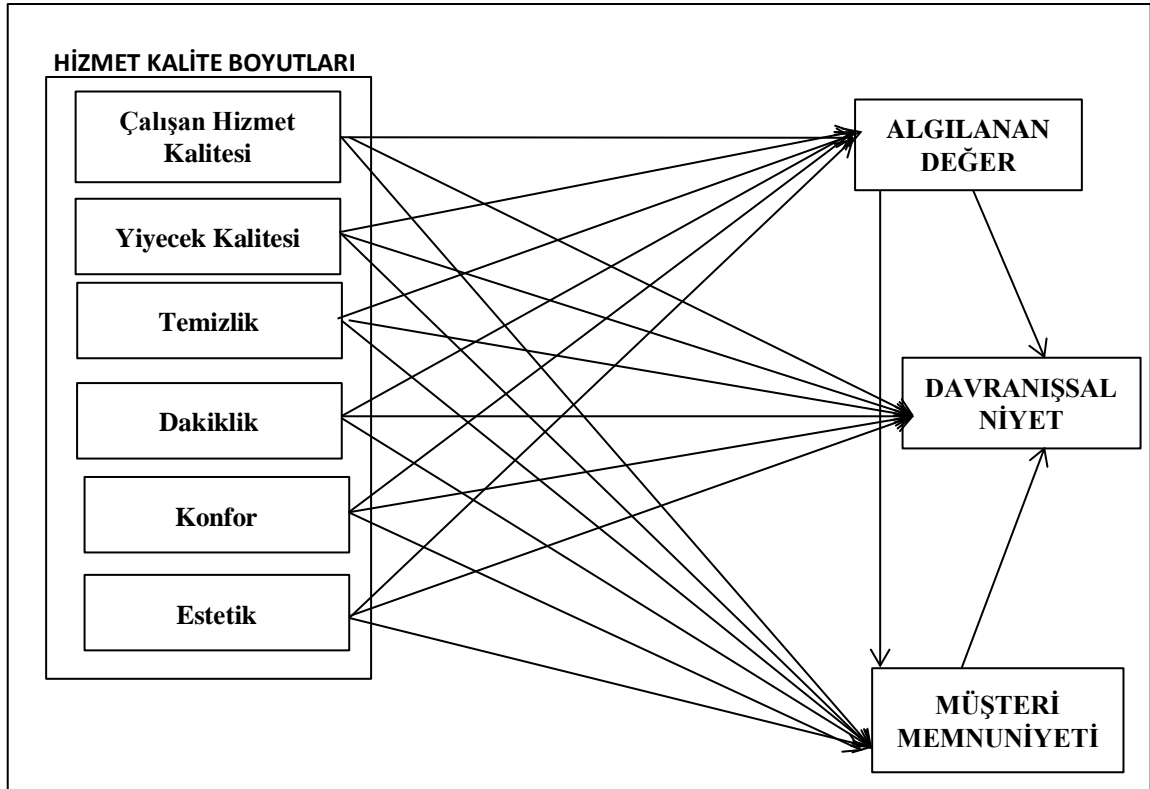 HİZMET KALİTE BOYUTLARI
Çalışan Hizmet
Kalitesi
Yiyecek Kalitesi
Temizlik
Dakiklik
Konfor
Estetik
ALGILANAN
DEĞER
DAVRANIŞSAL
NİYET
MÜŞTERİ
MEMNUNİYETİ